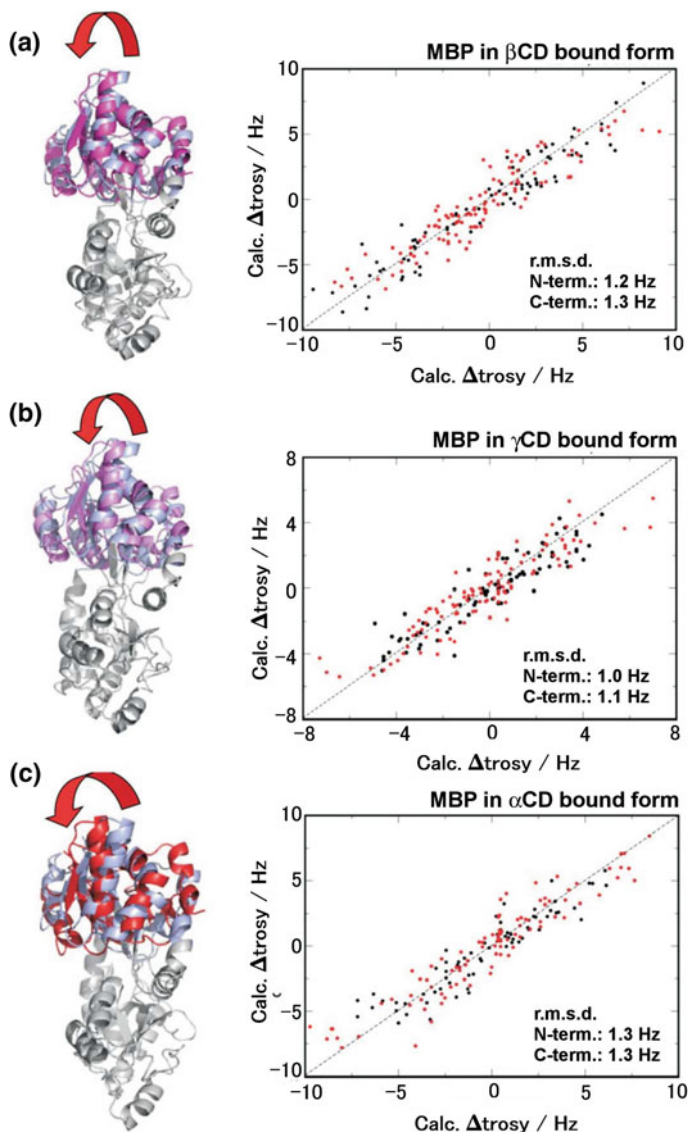 (a)
MBP in βCD bound form
10
5
0
−5
−10
Calc. Δtrosy / Hz
r.m.s.d.
N-term.: 1.2 Hz
C-term.: 1.3 Hz
−10 −5 0 5 10
Calc. Δtrosy / Hz
(b)
MBP in γCD bound form
8
4
0
−4
−8
Calc. Δtrosy / Hz
r.m.s.d.
N-term.: 1.0 Hz
C-term.: 1.1 Hz
−8 −4 0 4 8
Calc. Δtrosy / Hz
(c)
MBP in αCD bound form
10
5
0
−5
−10
Calc. Δtrosy / Hz
r.m.s.d.
N-term.: 1.3 Hz
C-term.: 1.3 Hz
−10 −5 0 5 10
Calc. Δtrosy / Hz